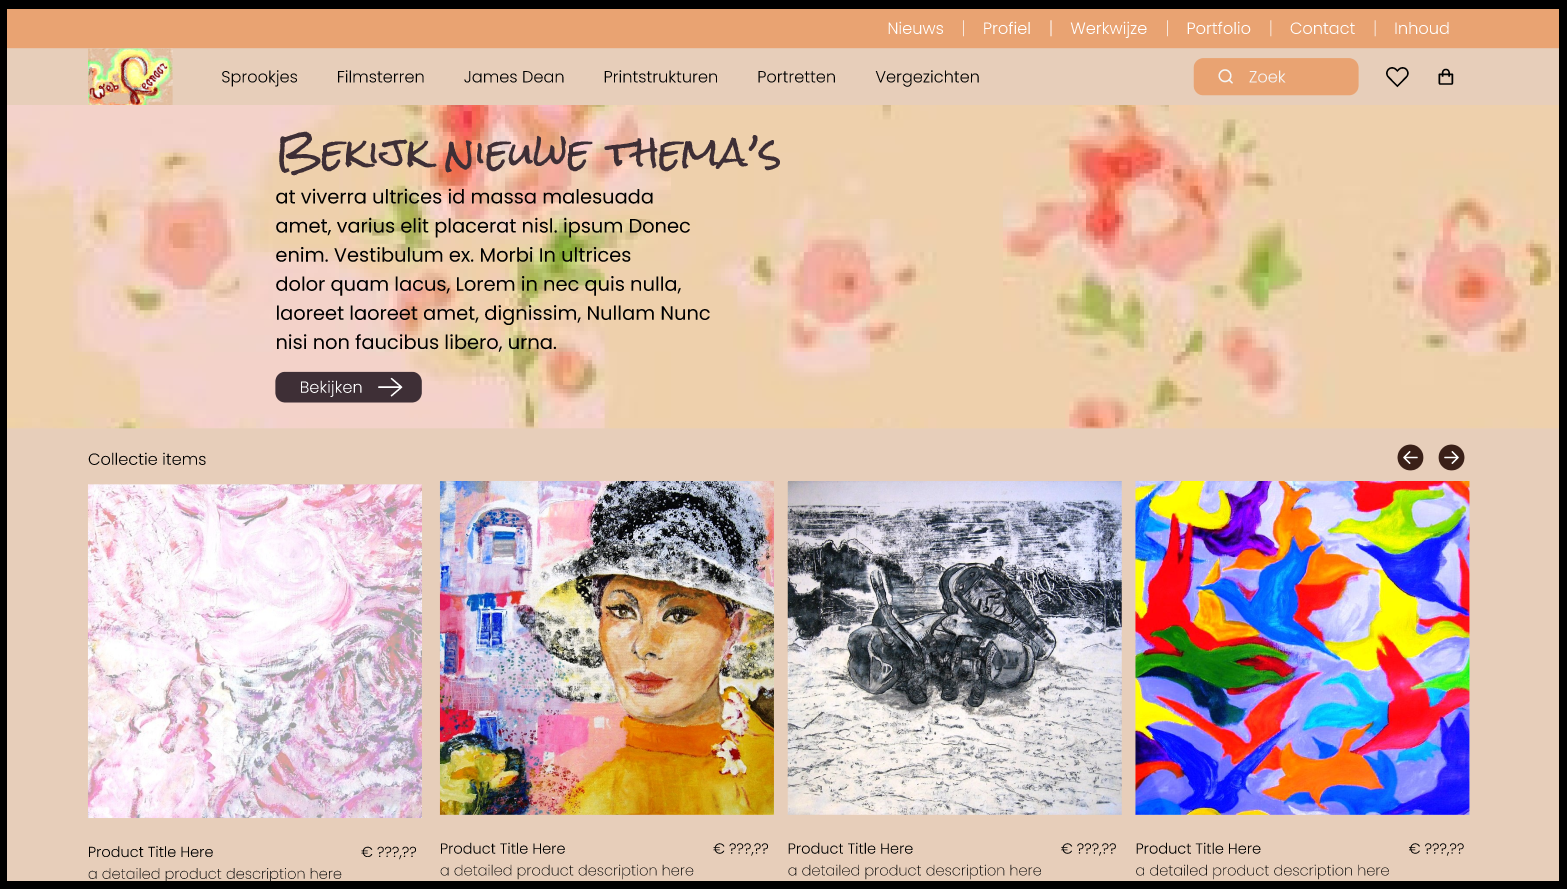 Nieuws | Profiel | Werkwijze | Portfolio | Contact | Inhoud
Web Leonooz
Sprookjes Filmsterren James Dean Printstrukturen Portretten Vergezichten Zoek
Bekijk nieuwe thema's
at viverra ultrices id massa malesuada
amet, varius elit placerat nisl. ipsum Donec
enim. Vestibulum ex. Morbi In ultrices
dolor quam lacus, Lorem in nec quis nulla,
laoreet laoreet amet, dignissim, Nullam Nunc
nisi non faucibus libero, urna.
Bekijken
Collectie items
Product Title Here € ???,??
a detailed product description here
Product Title Here € ???,??
a detailed product description here
Product Title Here € ???,??
a detailed product description here
Product Title Here € ???,??
a detailed product description here